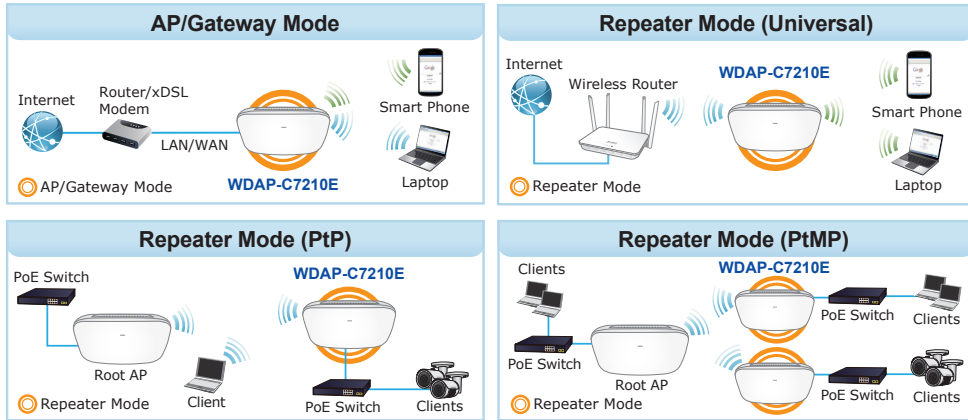 AP/Gateway Mode
Internet
Router/xDSL
Modem
LAN/WAN
WDAP-C7210E
Smart Phone
Laptop
AP/Gateway Mode
Repeater Mode (Universal)
Internet
Wireless Router
WDAP-C7210E
Smart Phone
Laptop
Repeater Mode
Repeater Mode (PtP)
PoE Switch
Root AP
Client
WDAP-C7210E
PoE Switch
Clients
Repeater Mode
Repeater Mode (PtMP)
Clients
PoE Switch
Root AP
WDAP-C7210E
PoE Switch
Clients
PoE Switch
Clients
Repeater Mode